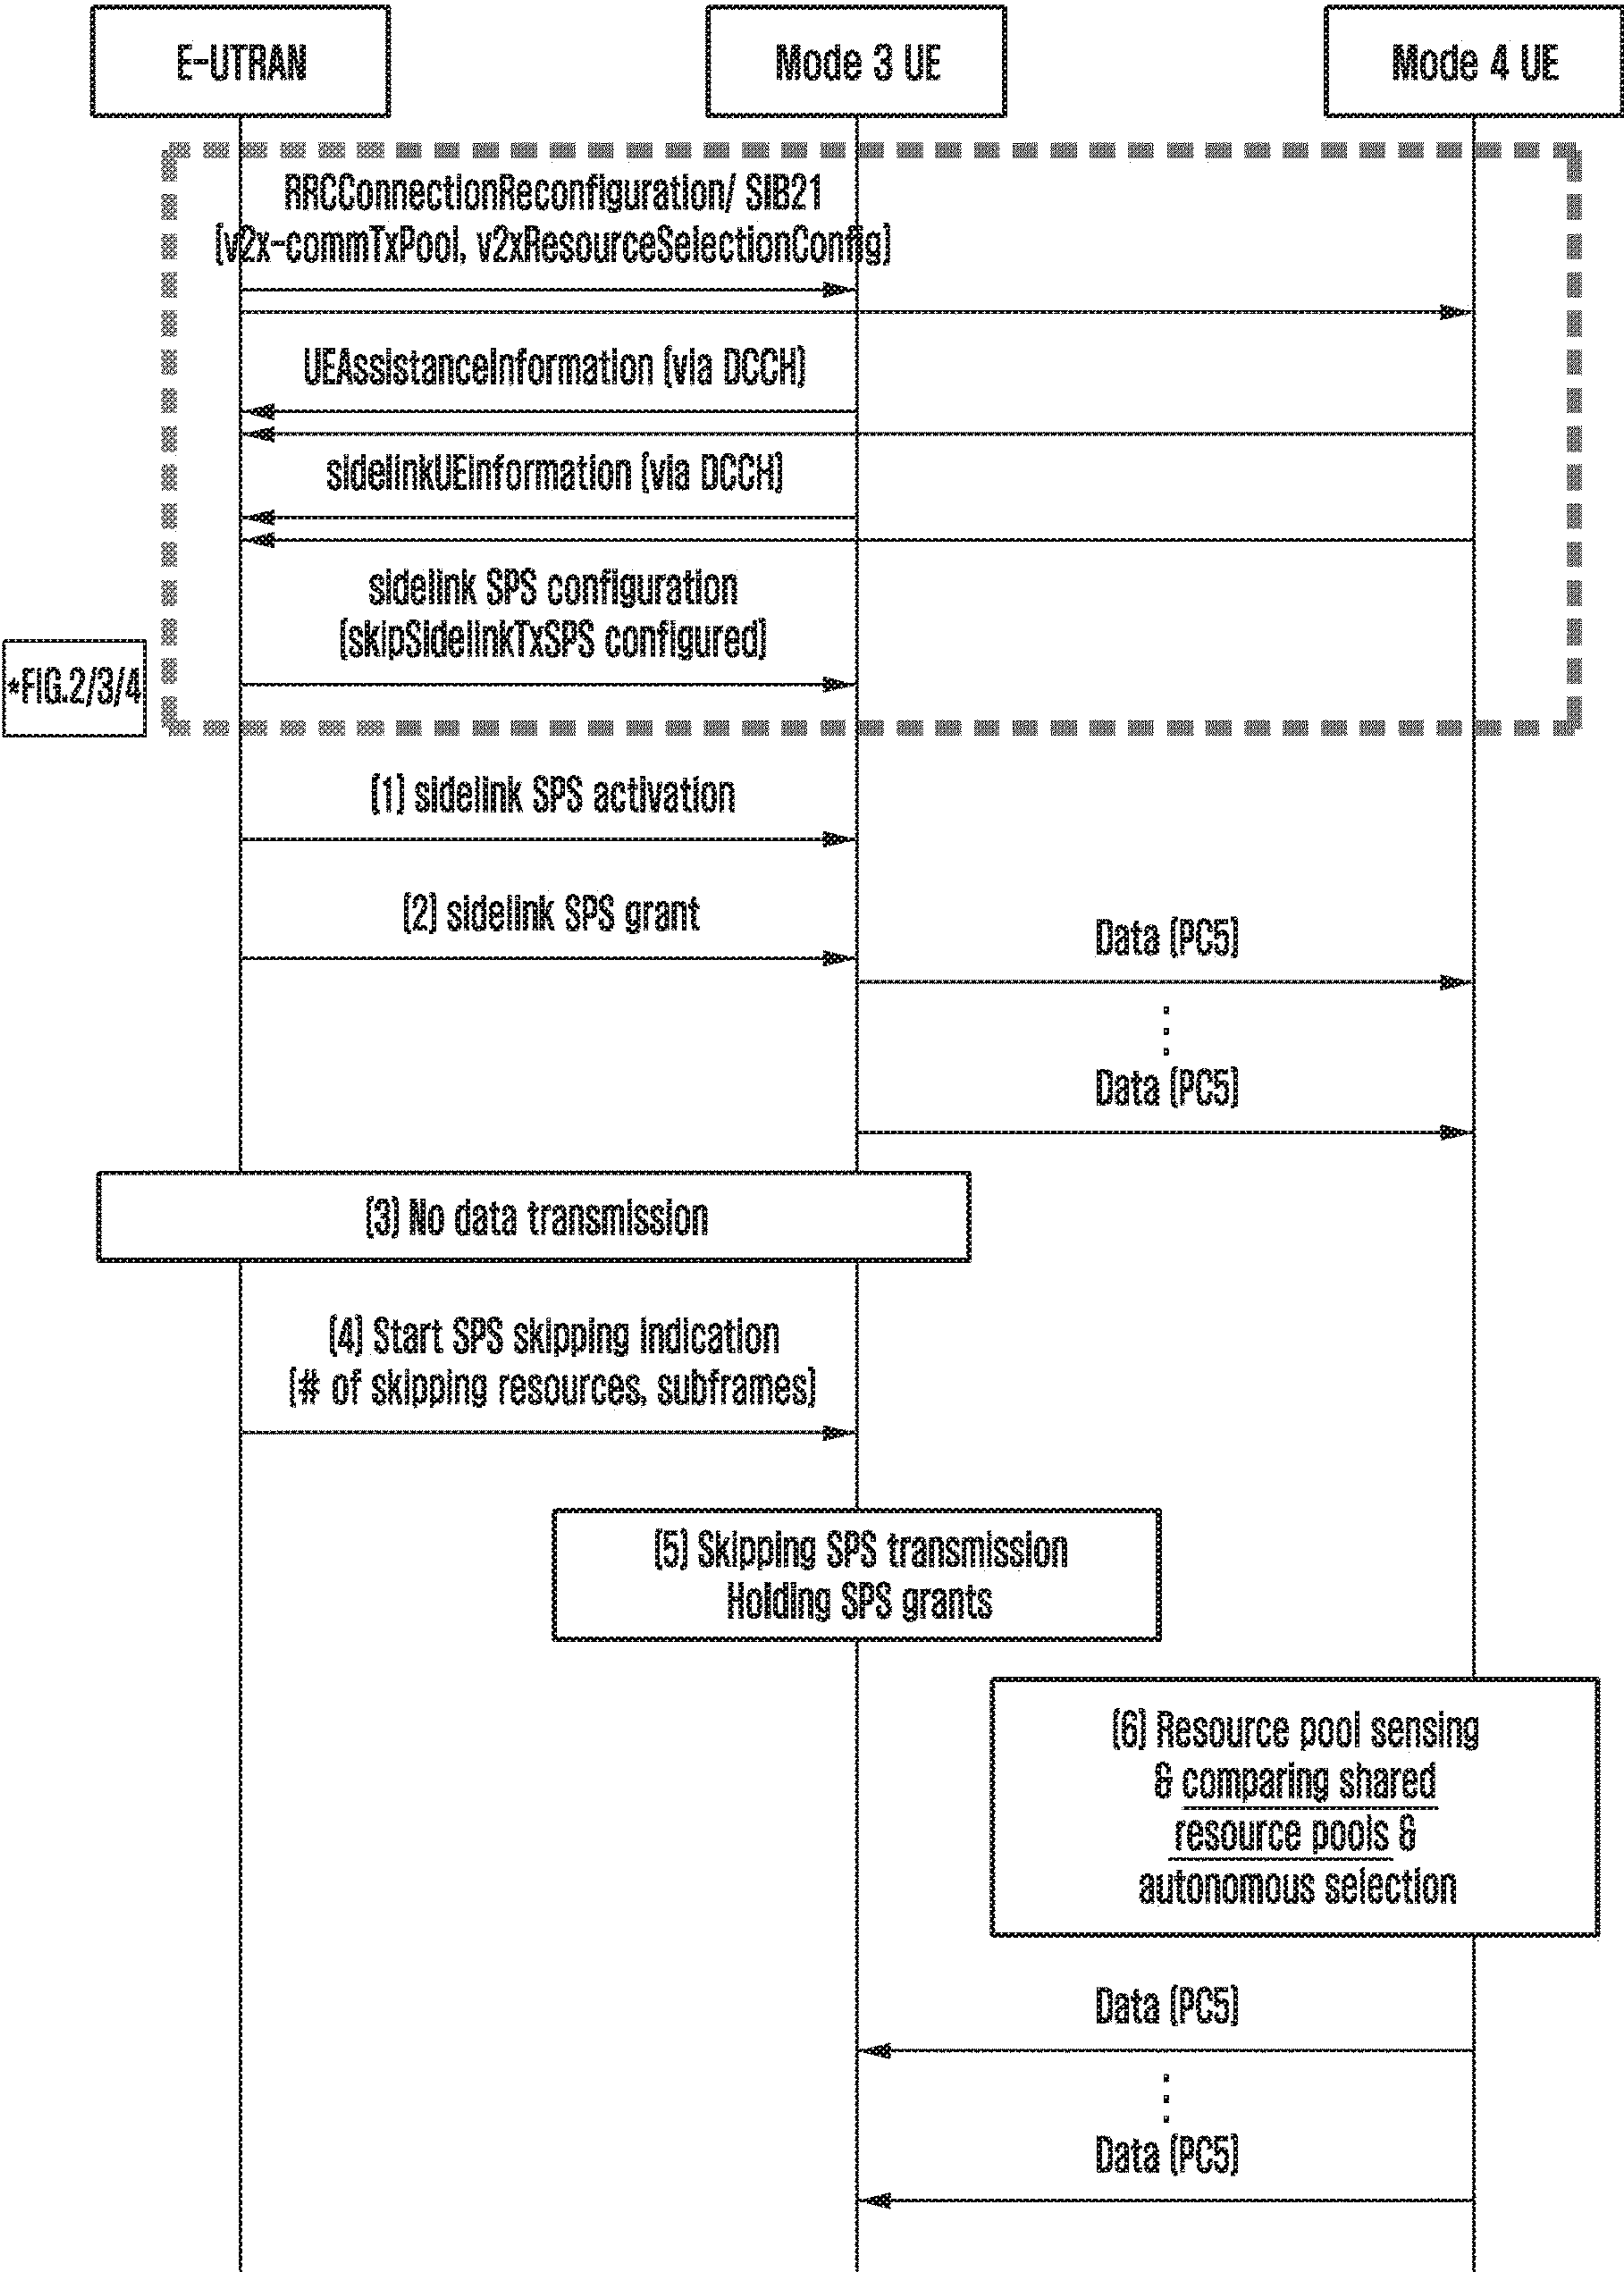 E-UTRAN
Mode 3 UE
Mode 4 UE
RRCConnectionReconfiguration/ SIB21
(v2x-commTxPool, v2xResourceSelectionConfig)
UEAssistanceInformation (via DCCH)
sidelinkUEinformation (via DCCH)
sidelink SPS configuration
(skipSidelinkTxSPS configured)
*FIG.2/3/4
(1) sidelink SPS activation
(2) sidelink SPS grant
Data (PC5)
Data (PC5)
(3) No data transmission
(4) Start SPS skipping indication
(# of skipping resources, subframes)
(5) Skipping SPS transmission
Holding SPS grants
(6) Resource pool sensing
& comparing shared
resource pools &
autonomous selection
Data (PC5)
Data (PC5)